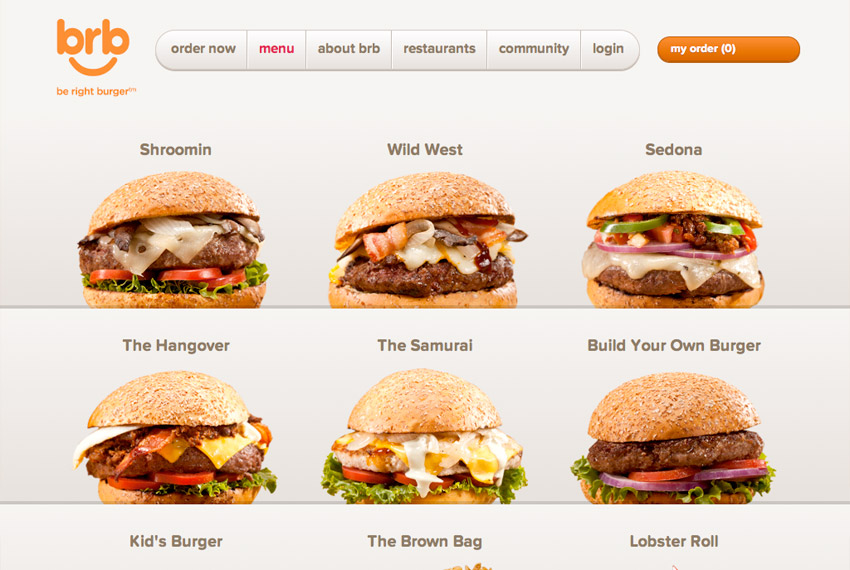 brb
be right burger
order now
menu
about brb
restaurants
community
login
my order (0)
Shroomin
Wild West
Sedona
The Hangover
The Samurai
Build Your Own Burger
Kid's Burger
The Brown Bag
Lobster Roll